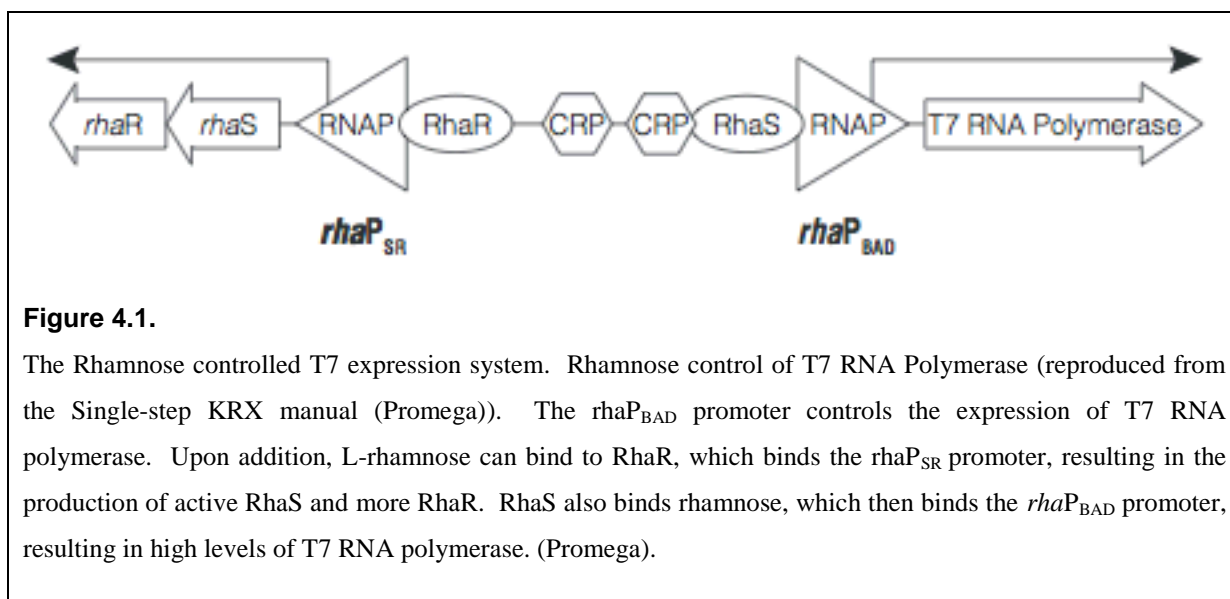 rhaR rhaS RNAP RhaR CRP CRP RhaS RNAP T7 RNA Polymerase
rhaPSR rhaPBAD
Figure 4.1.
The Rhamnose controlled T7 expression system. Rhamnose control of T7 RNA Polymerase (reproduced from
the Single-step KRX manual (Promega)). The rhaPBAD promoter controls the expression of T7 RNA
polymerase. Upon addition, L-rhamnose can bind to RhaR, which binds the rhaPSR promoter, resulting in the
production of active RhaS and more RhaR. RhaS also binds rhamnose, which then binds the rhaPBAD promoter,
resulting in high levels of T7 RNA polymerase. (Promega).